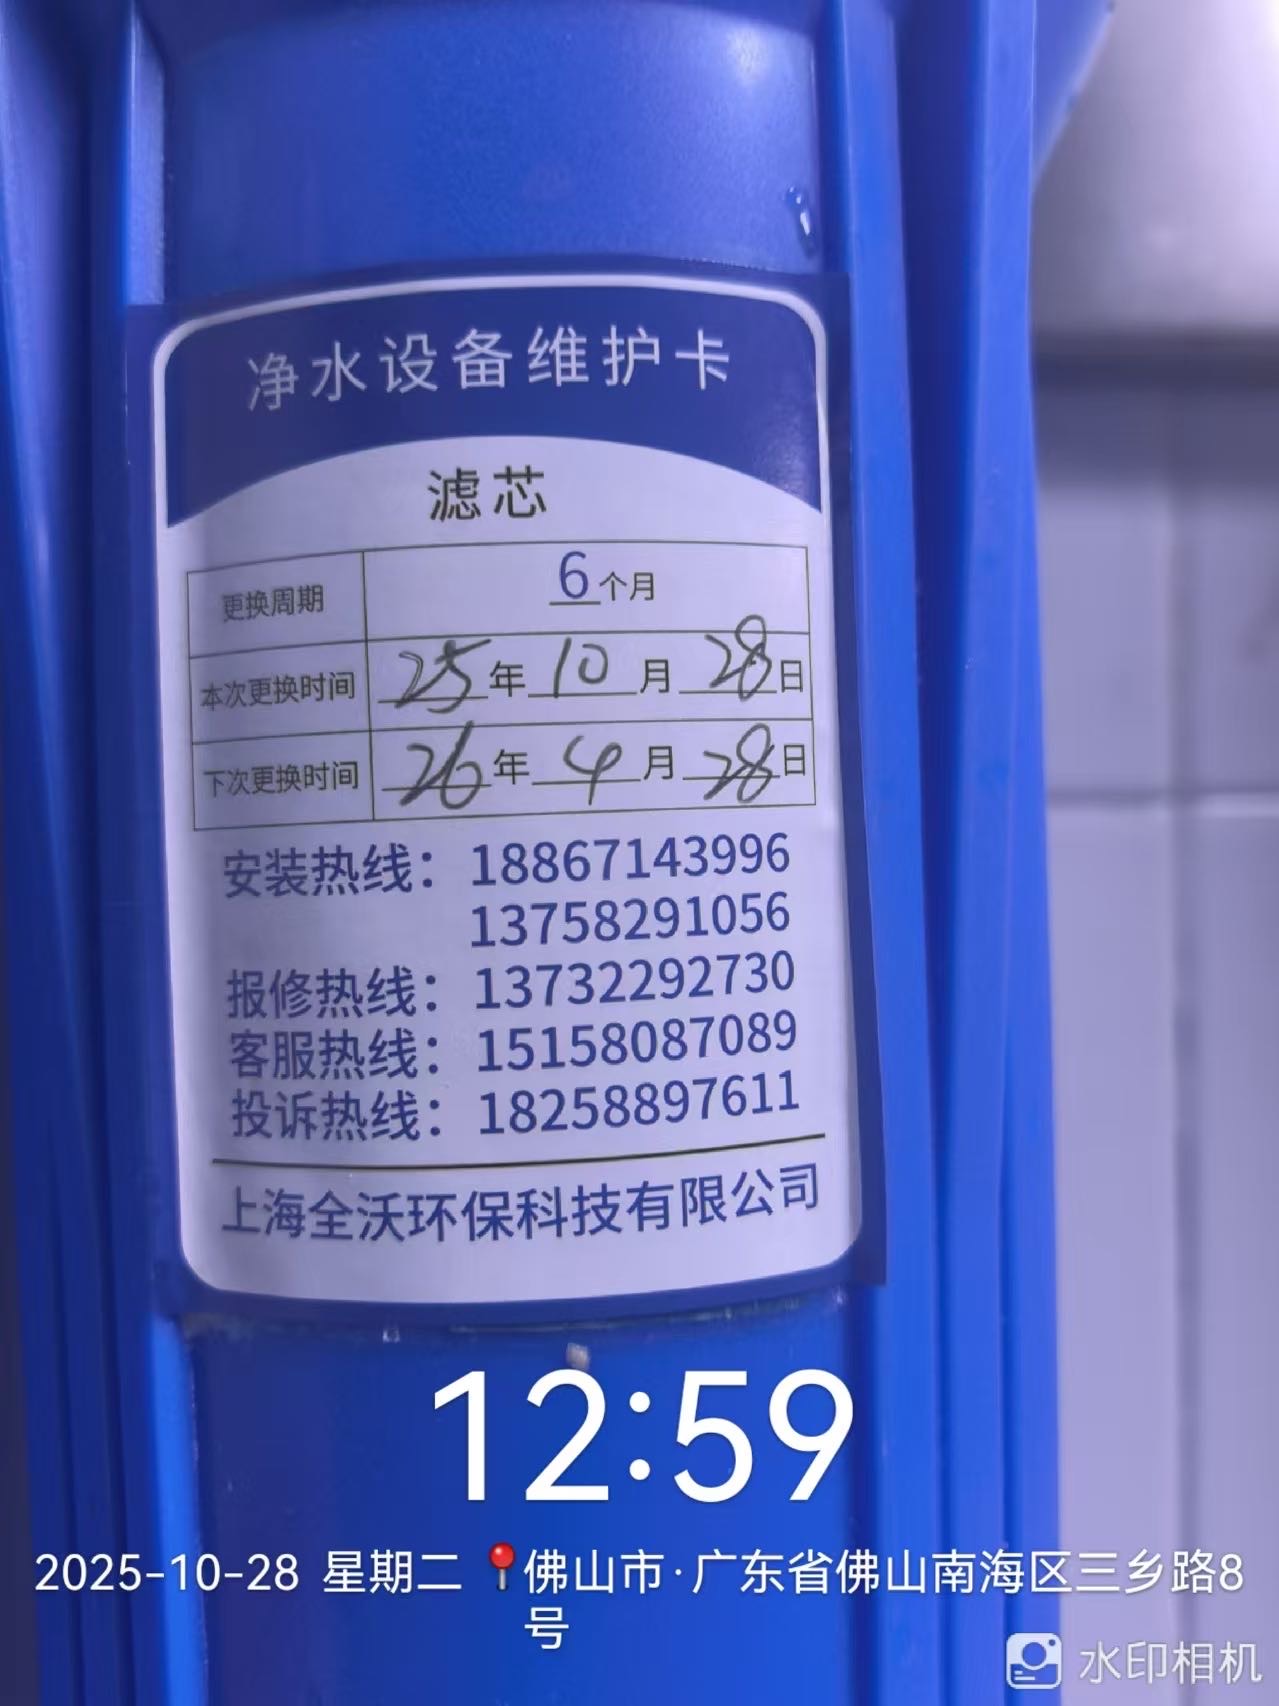 净水设备维护卡
滤芯
更换周期 6个月
本次更换时间 25年10月28日
下次更换时间 26年4月28日
安装热线：18867143996
13758291056
报修热线：13732292730
客服热线：15158087089
投诉热线：18258897611
上海全沃环保科技有限公司
12:59
2025-10-28 星期二 📍佛山市·广东省佛山南海区三乡路8
号
水印相机